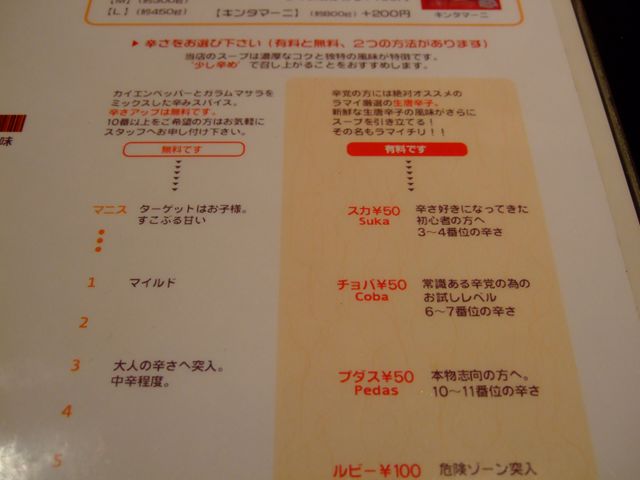 【L】(約450g) 【キンタマーニ】(約800g) +200円
キンタマーニ
▶ 辛さをお選び下さい(有料と無料、2つの方法があります)
当店のスープは濃厚なコクと独特の風味が特徴です。
"少し辛め"で召し上がることをおすすめします。
カイエンペッパーとガラムマサラを
ミックスした辛みスパイス。
辛さアップは無料です。
10番以上をご希望の方はお気軽に
スタッフへお申し付け下さい。
無料です
マニス ターゲットはお子様。
すこぶる甘い
1 マイルド
2
3 大人の辛さへ突入。
中辛程度。
4
5
辛党の方には絶対オススメの
ラマイ厳選の生唐辛子。
新鮮な生唐辛子の風味がさらに
スープを引き立てる!
その名もラマイチリ!!
有料です
スカ¥50 辛さ好きになってきた
Suka 初心者の方へ
3〜4番位の辛さ
チョバ¥50 常識ある辛党の為の
Coba お試しレベル
6〜7番位の辛さ
プダス¥50 本物志向の方へ。
Pedas 10〜11番位の辛さ
ルビー¥100 危険ゾーン突入
味